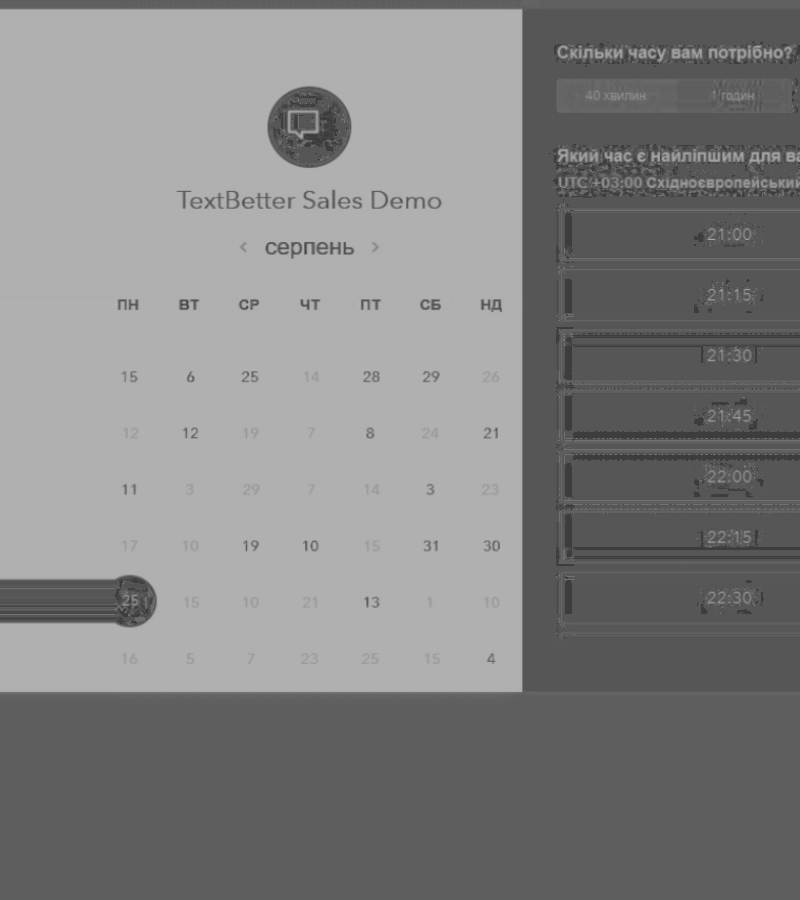 TextBetter Sales Demo
серпень
ПН ВТ СР ЧТ ПТ СБ НД
15 6 25 14 28 29 26
12 12 19 7 8 24 21
11 3 29 7 14 3 23
17 10 19 10 15 31 30
25 15 10 21 13 1 10
16 5 7 23 25 15 4
Скільки часу вам потрібно?
40 хвилин 1 годин
Який час є найліпшим для ва
UTC +03:00 Східноєвропейський
21:00
21:15
21:30
21:45
22:00
22:15
22:30